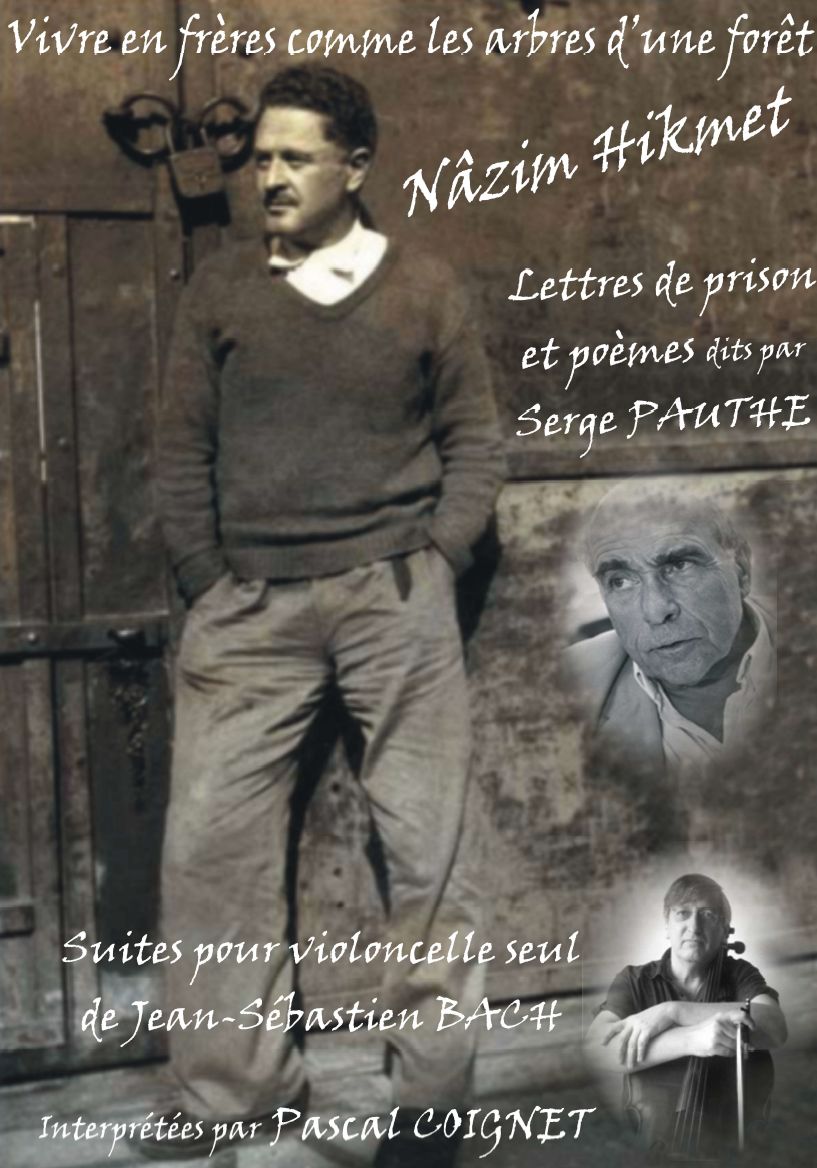 Vivre en frères comme les arbres d'une forêt
Nâzim Hikmet
Lettres de prison
et poèmes dits par
Serge PAUTHE
Suites pour violoncelle seul
de Jean-Sébastien BACH
Interprétées par Pascal COIGNET